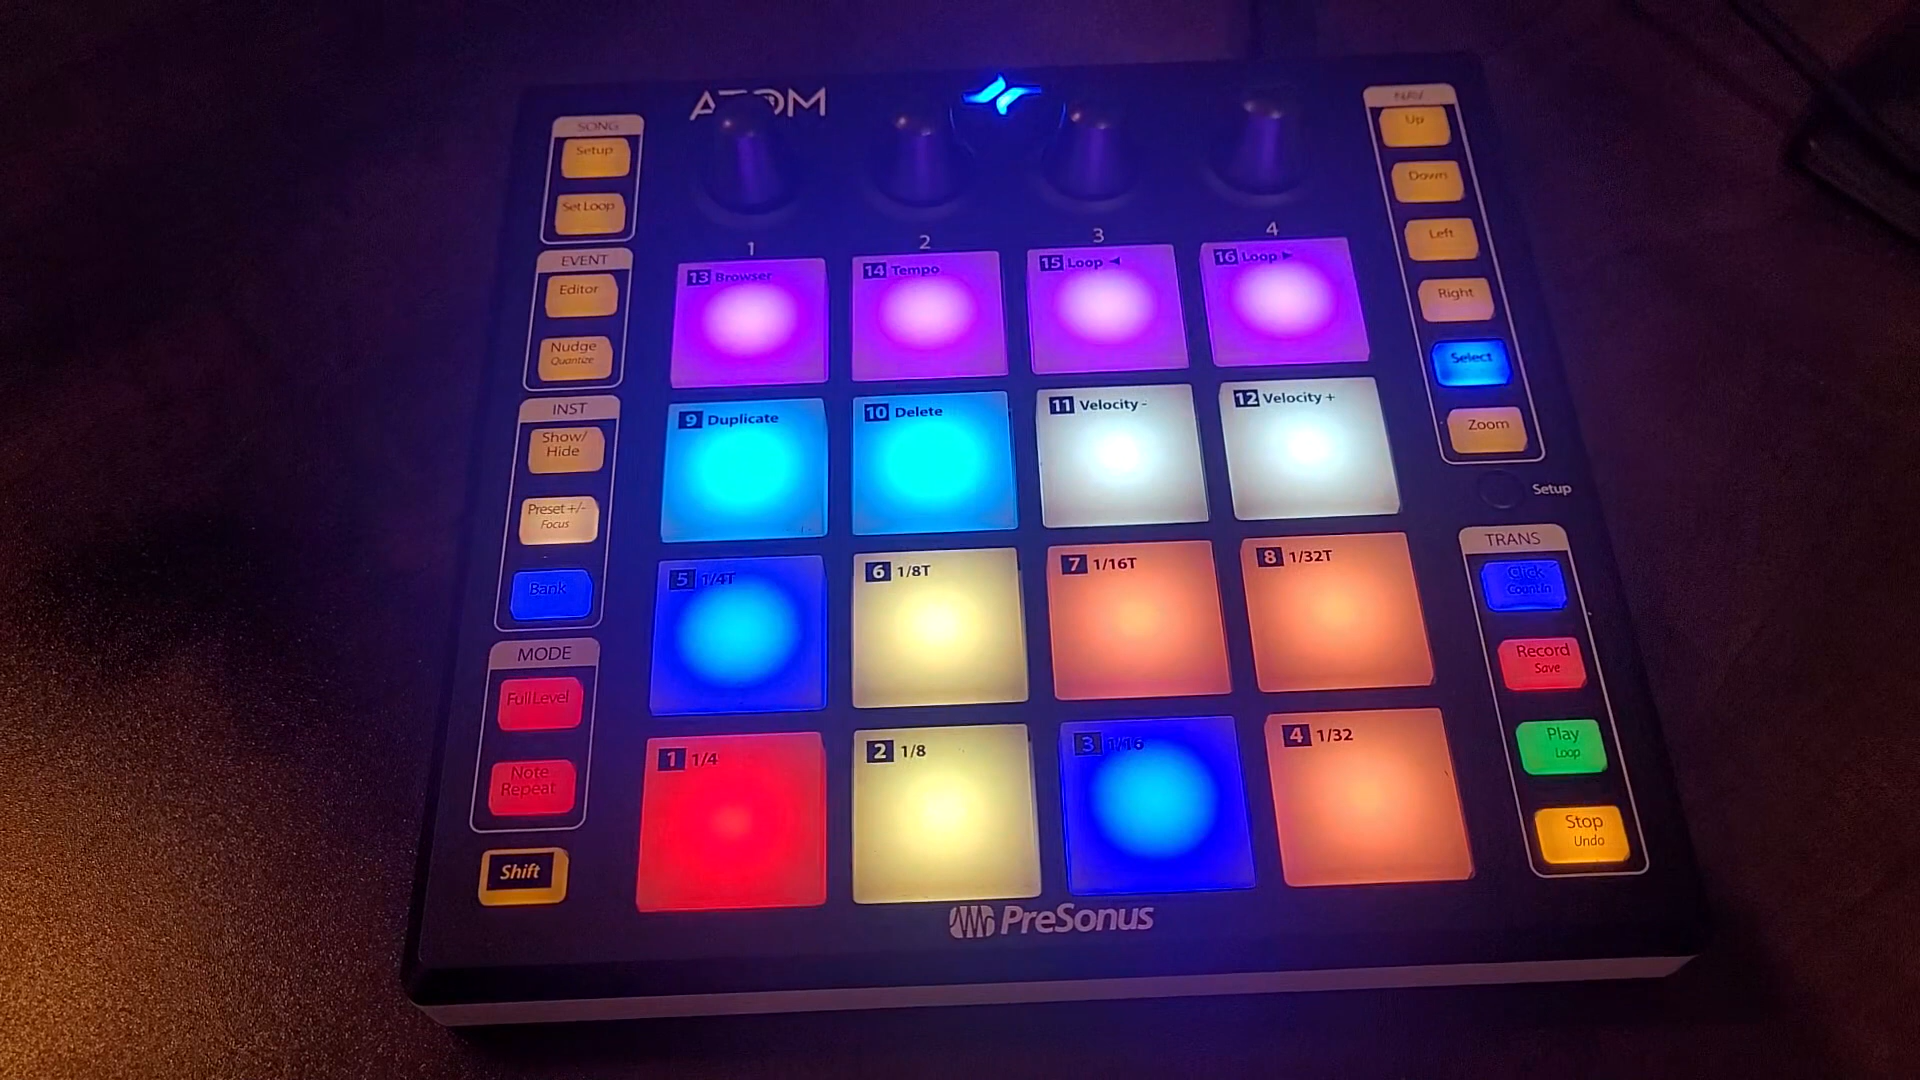 ATOM
SONG
Setup
Set Loop
EVENT
Editor
Nudge
Quantize
INST
Show/
Hide
Preset +/-
Focus
Bank
MODE
Full Level
Note
Repeat
Shift
1
2
3
4
13 Browser
14 Tempo
15 Loop ◄
16 Loop ►
9 Duplicate
10 Delete
11 Velocity -
12 Velocity +
5 1/4T
6 1/8T
7 1/16T
8 1/32T
1 1/4
2 1/8
3 1/16
4 1/32
PreSonus
NAV
Up
Down
Left
Right
Select
Zoom
Setup
TRANS
Click
Count In
Record
Save
Play
Loop
Stop
Undo